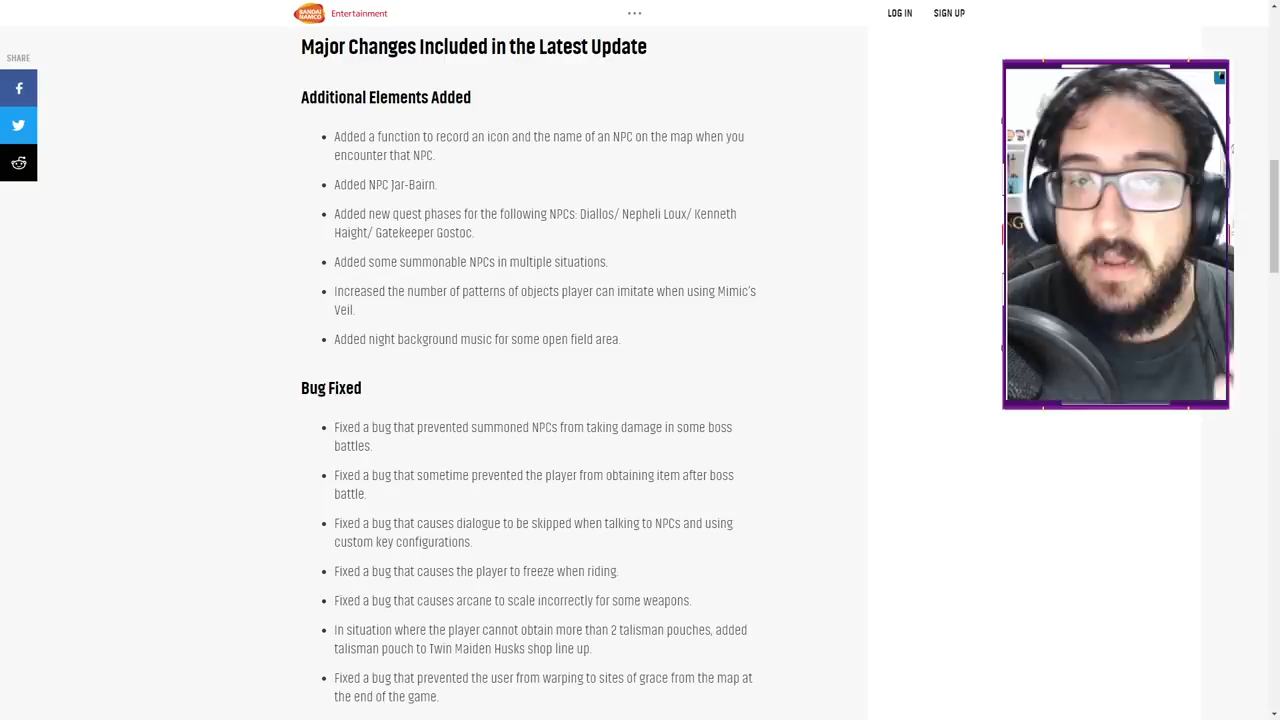 BANDAI
NAMCO
Entertainment
LOG IN
SIGN UP
Major Changes Included in the Latest Update
SHARE
Additional Elements Added
Added a function to record an icon and the name of an NPC on the map when you
encounter that NPC.
Added NPC Jar-Bairn.
Added new quest phases for the following NPCs: Diallos/ Nepheli Loux/ Kenneth
Haight/ Gatekeeper Gostoc.
Added some summonable NPCs in multiple situations.
Increased the number of patterns of objects player can imitate when using Mimic's
Veil.
Added night background music for some open field area.
Bug Fixed
Fixed a bug that prevented summoned NPCs from taking damage in some boss
battles.
Fixed a bug that sometime prevented the player from obtaining item after boss
battle.
Fixed a bug that causes dialogue to be skipped when talking to NPCs and using
custom key configurations.
Fixed a bug that causes the player to freeze when riding.
Fixed a bug that causes arcane to scale incorrectly for some weapons.
In situation where the player cannot obtain more than 2 talisman pouches, added
talisman pouch to Twin Maiden Husks shop line up.
Fixed a bug that prevented the user from warping to sites of grace from the map at
the end of the game.
NG